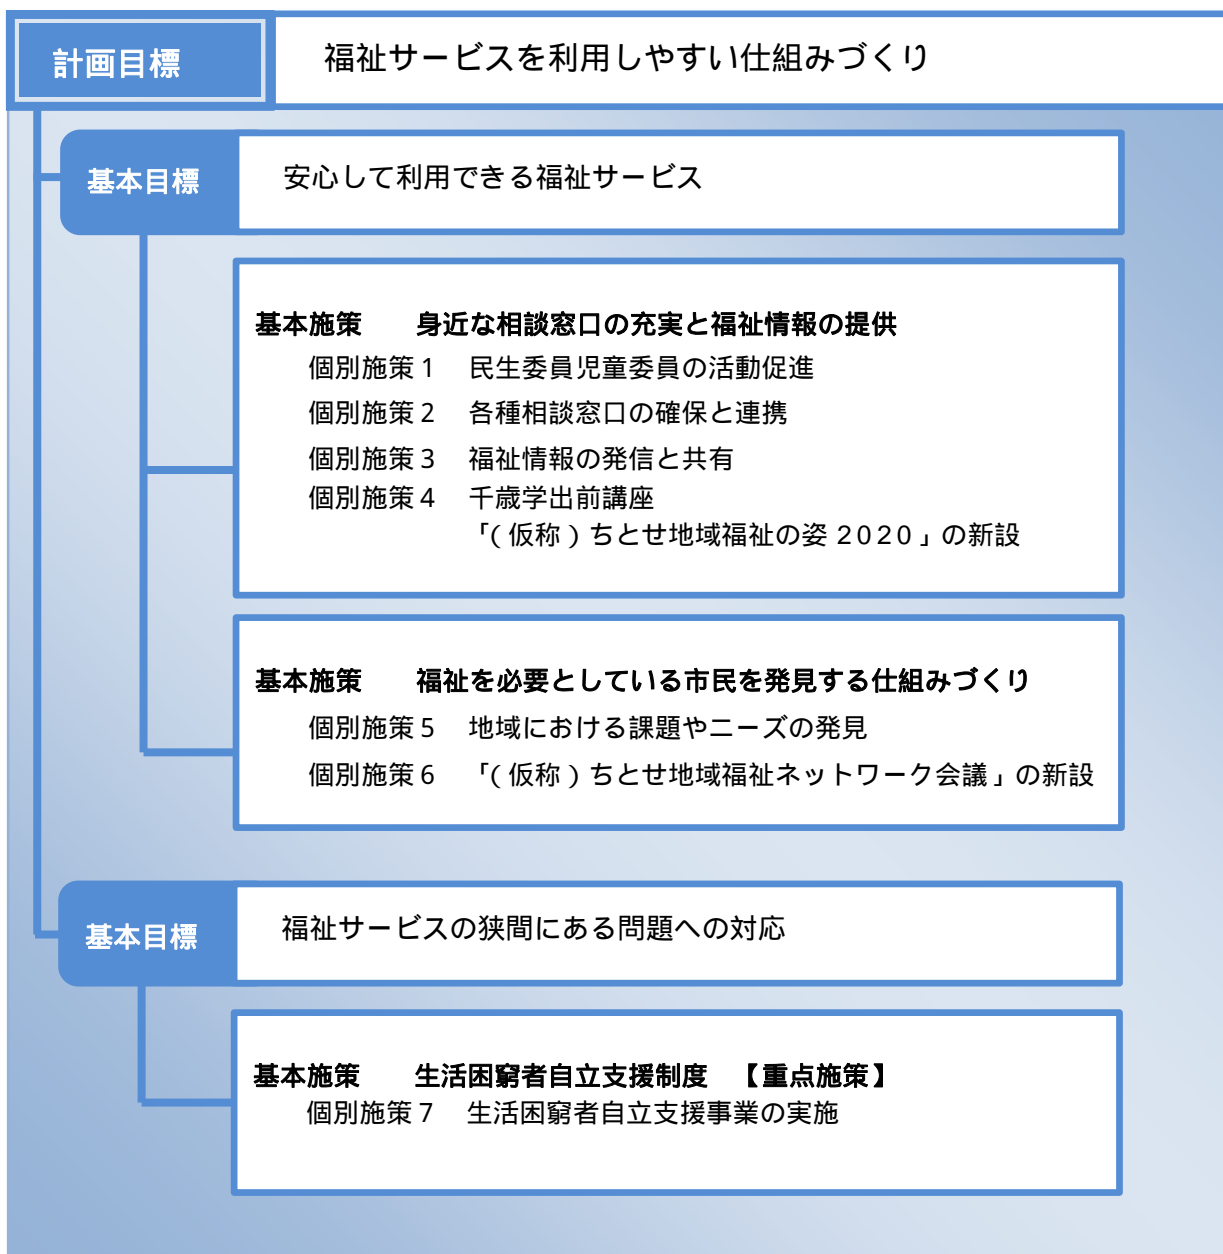 計画目標　福祉サービスを利用しやすい仕組みづくり
基本目標　安心して利用できる福祉サービス
基本施策　身近な相談窓口の充実と福祉情報の提供
個別施策１　民生委員児童委員の活動促進
個別施策２　各種相談窓口の確保と連携
個別施策３　福祉情報の発信と共有
個別施策４　千歳学出前講座
「(仮称)ちとせ地域福祉の姿2020」の新設
基本施策　福祉を必要としている市民を発見する仕組みづくり
個別施策５　地域における課題やニーズの発見
個別施策６　「(仮称)ちとせ地域福祉ネットワーク会議」の新設
基本目標　福祉サービスの狭間にある問題への対応
基本施策　生活困窮者自立支援制度　【重点施策】
個別施策７　生活困窮者自立支援事業の実施